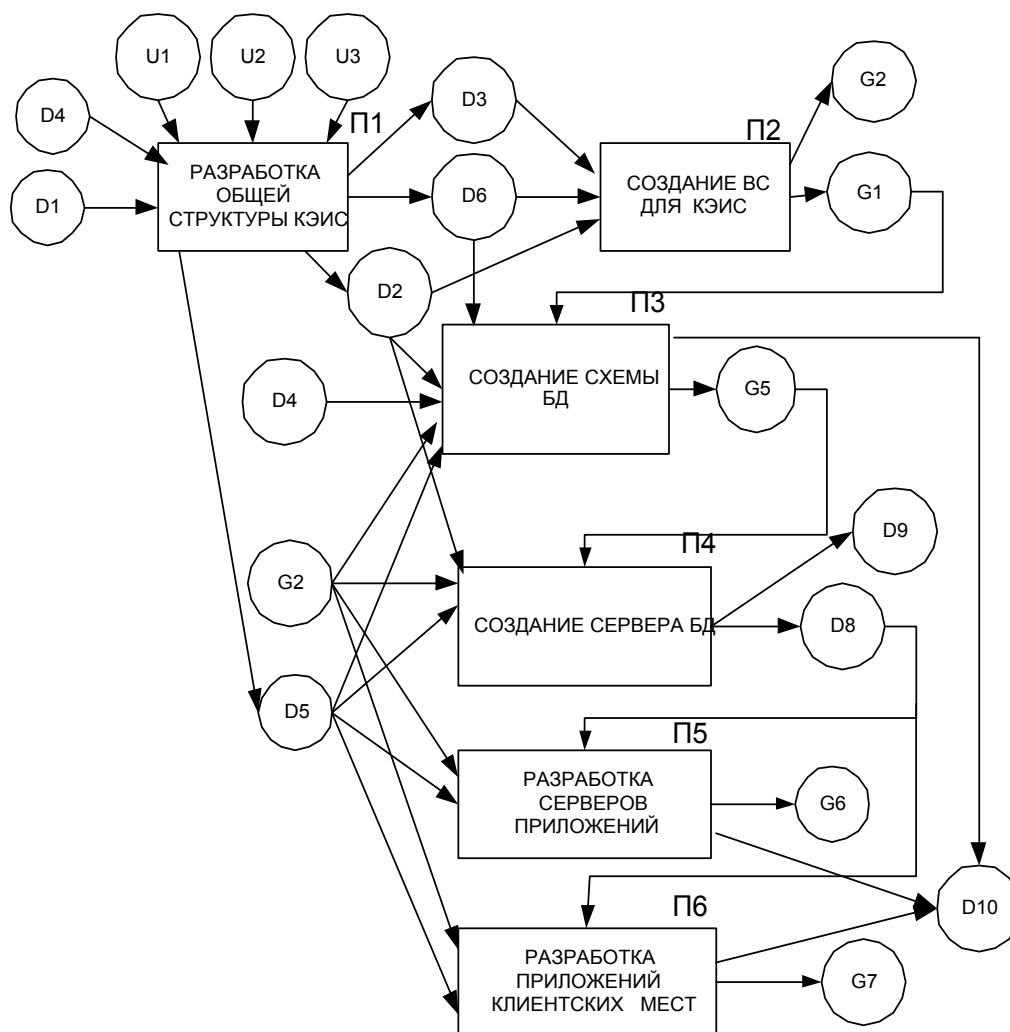 U1
U2
U3
D4
D3
G2
П1
П2
РАЗРАБОТКА
ОБЩЕЙ
СТРУКТУРЫ КЭИС
СОЗДАНИЕ ВС
ДЛЯ КЭИС
D1
D6
G1
D2
П3
СОЗДАНИЕ СХЕМЫ
БД
D4
G5
П4
D9
G2
СОЗДАНИЕ СЕРВЕРА БД
D8
D5
П5
РАЗРАБОТКА
СЕРВЕРОВ
ПРИЛОЖЕНИЙ
G6
П6
D10
РАЗРАБОТКА
ПРИЛОЖЕНИЙ
КЛИЕНТСКИХ МЕСТ
G7